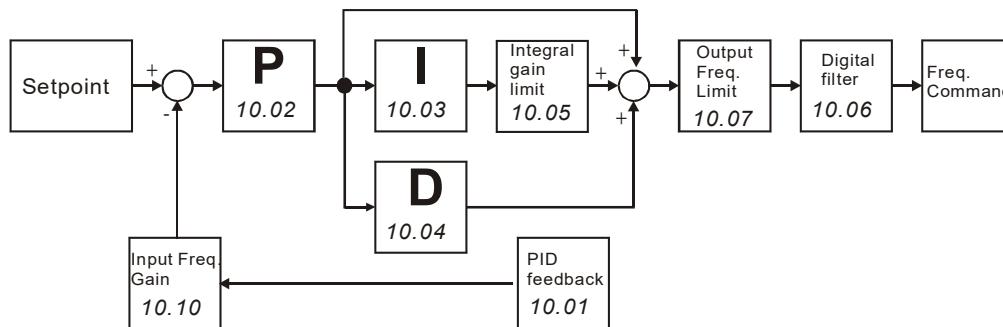 Setpoint
+
-
P
10.02
I
10.03
Integral
gain
limit
10.05
D
10.04
+
+
+
Output
Freq.
Limit
10.07
Digital
filter
10.06
Freq.
Command
Input Freq.
Gain
10.10
PID
feedback
10.01